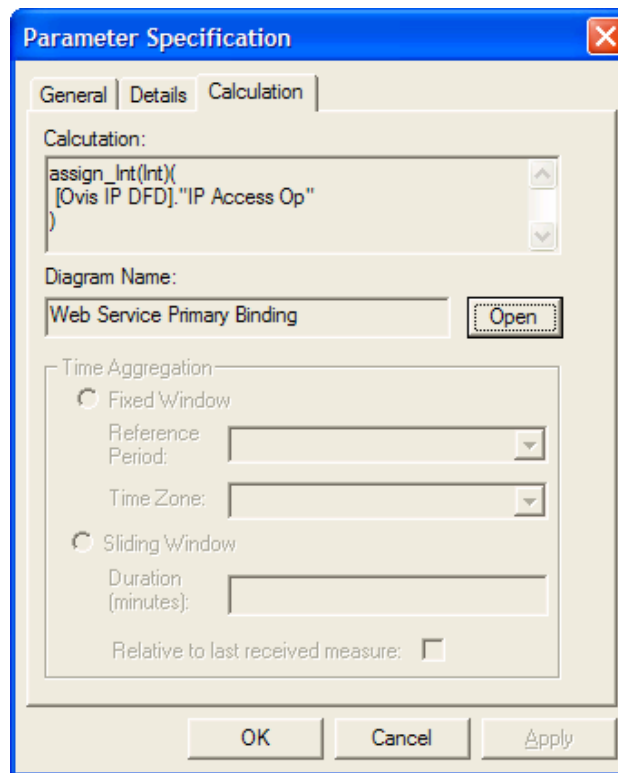 Parameter Specification
General
Details
Calculation
Calcutation:
assign_Int(Int)(
[Ovis IP DFD]."IP Access Op"
)
Diagram Name:
Web Service Primary Binding
Open
Time Aggregation
Fixed Window
Reference
Period:
Time Zone:
Sliding Window
Duration
(minutes):
Relative to last received measure:
OK
Cancel
Apply